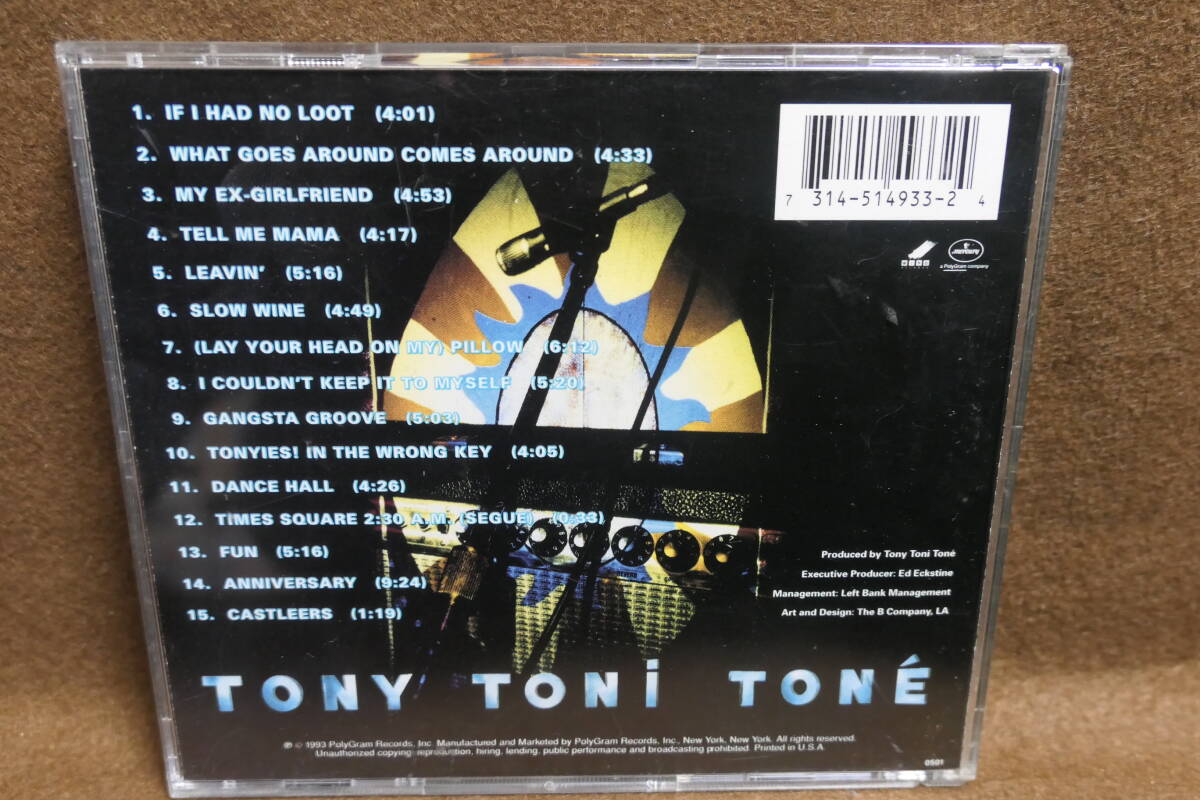 1. IF I HAD NO LOOT (4:01)
2. WHAT GOES AROUND COMES AROUND (4:33)
3. MY EX-GIRLFRIEND (4:53)
4. TELL ME MAMA (4:17)
5. LEAVIN' (5:16)
6. SLOW WINE (4:49)
7. (LAY YOUR HEAD ON MY) PILLOW (6:12)
8. I COULDN'T KEEP IT TO MYSELF (5:20)
9. GANGSTA GROOVE (5:03)
10. TONYIES! IN THE WRONG KEY (4:05)
11. DANCE HALL (4:26)
12. TIMES SQUARE 2:30 A.M. (SEGUE) (0:33)
13. FUN (5:16)
14. ANNIVERSARY (9:24)
15. CASTLEERS (1:19)
7 314-514933-2 4
WING
mercury
a PolyGram company
REVERB
Produced by Tony Toni Toné
Executive Producer: Ed Eckstine
Management: Left Bank Management
Art and Design: The B Company, LA
TONY TONI TONÉ
℗ © 1993 PolyGram Records, Inc. Manufactured and Marketed by PolyGram Records, Inc., New York, New York. All rights reserved.
Unauthorized copying, reproduction, hiring, lending, public performance and broadcasting prohibited. Printed in U.S.A.
0501